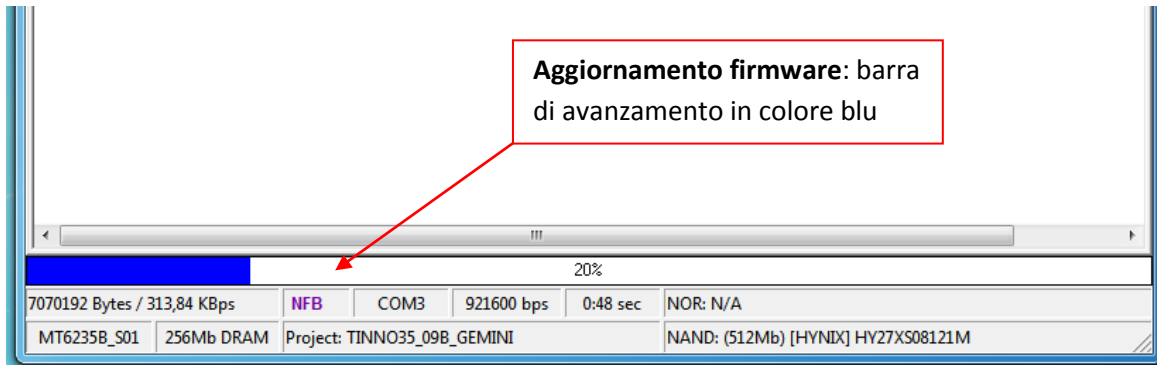 Aggiornamento firmware: barra
di avanzamento in colore blu
20%
7070192 Bytes / 313,84 KBps NFB COM3 921600 bps 0:48 sec NOR: N/A
MT6235B_S01 256Mb DRAM Project: TINNO35_09B_GEMINI NAND: (512Mb) [HYNIX] HY27XS08121M